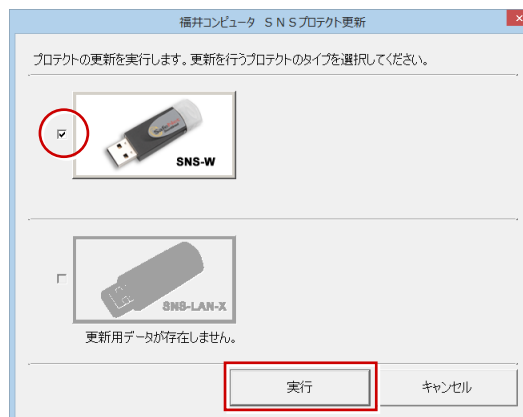 福井コンピュータ SNSプロテクト更新
プロテクトの更新を実行します。更新を行うプロテクトのタイプを選択してください。
SNS-W
SNS-LAN-X
更新用データが存在しません。
実行
キャンセル